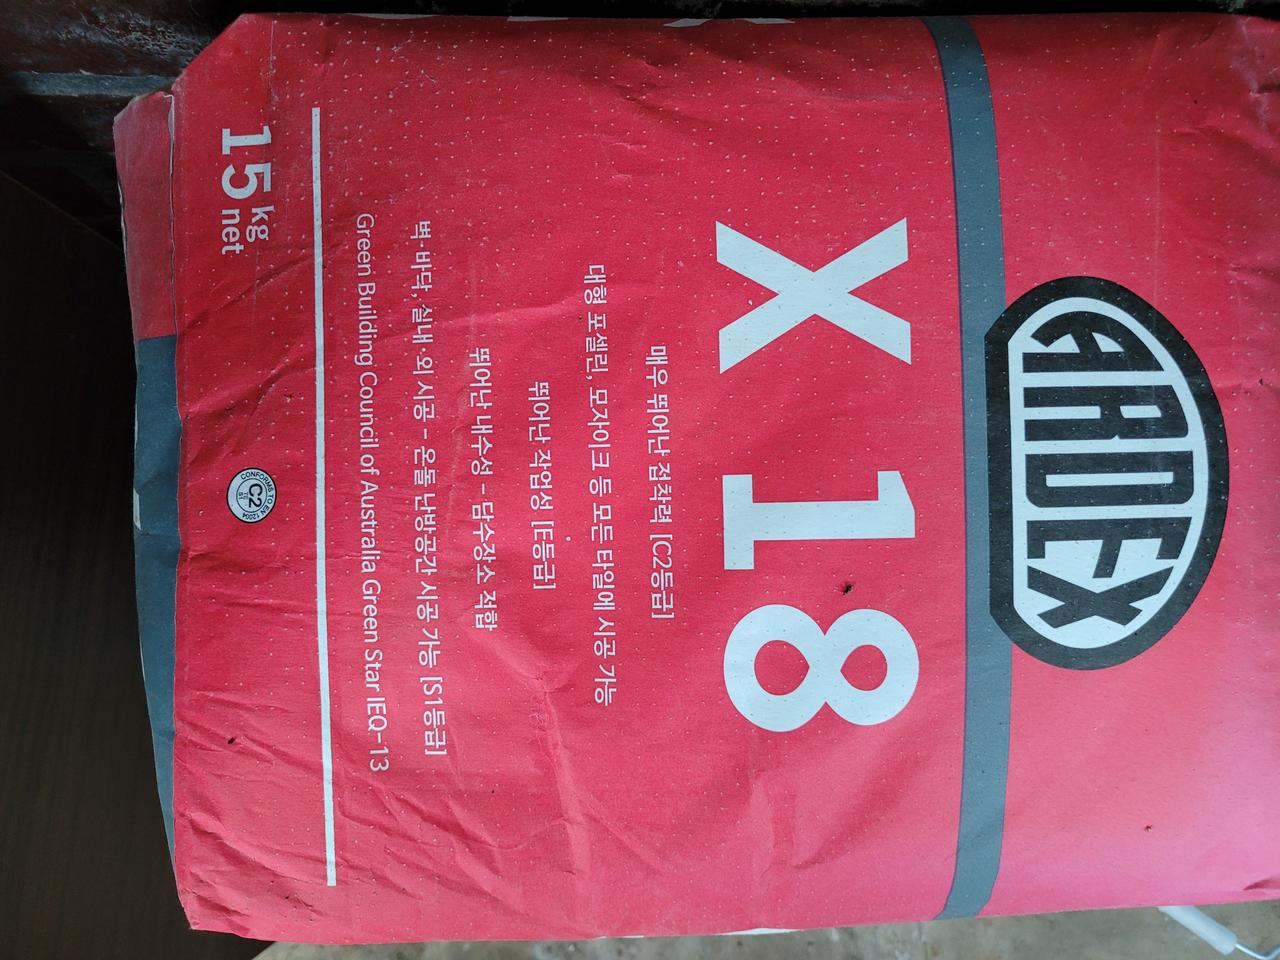 ARDEX
X 18
매우 뛰어난 접착력 [C2등급]
대형 포셀린, 모자이크 등 모든 타일에 시공 가능
뛰어난 작업성 [E등급]
뛰어난 내수성 - 담수장소 적합
벽·바닥, 실내·외 시공 - 온돌 난방공간 시공 가능 [S1등급]
Green Building Council of Australia Green Star IEQ-13
15 kg net
CONFORMS TO EN 12004
C2
TE
S1